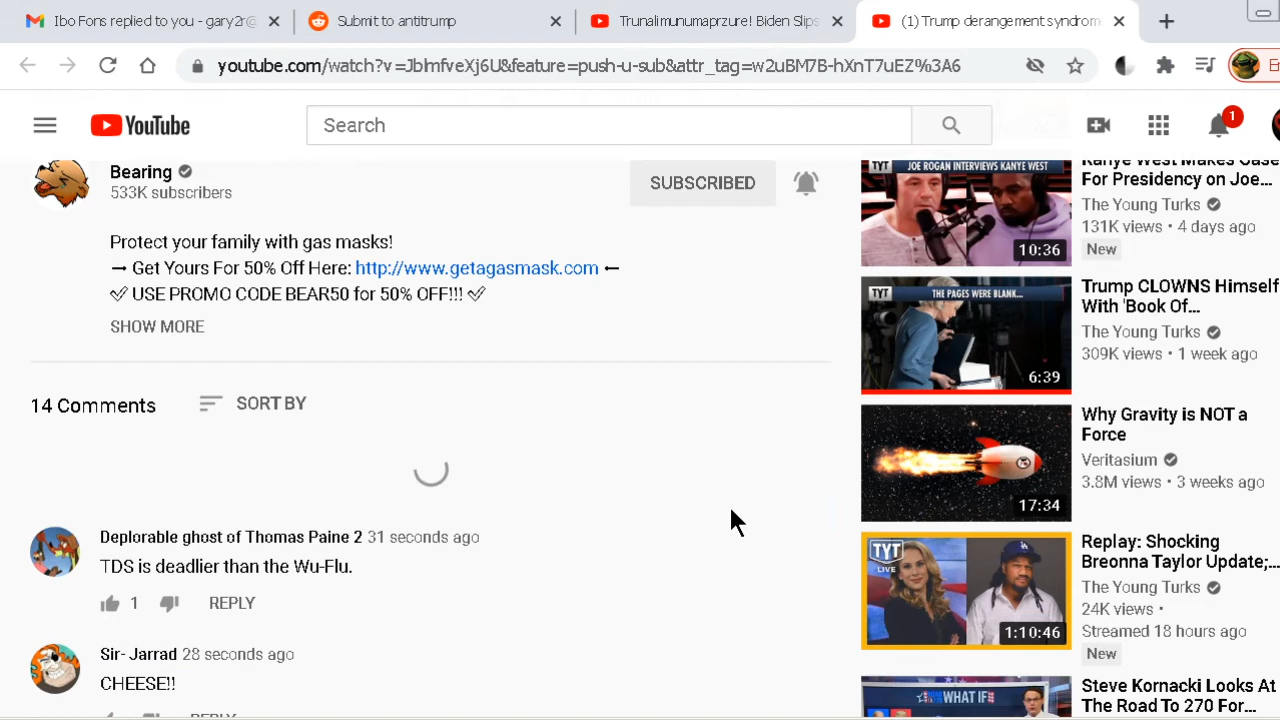 Ibo Fons replied to you - gary2r@
Submit to antitrump
Trunalimunumaprzure! Biden Slips
(1) Trump derangement syndrom
youtube.com/watch?v=JblmfveXj6U&feature=push-u-sub&attr_tag=w2uBM7B-hXnT7uEZ%3A6
YouTube
Search
1
Bearing
533K subscribers
SUBSCRIBED
Protect your family with gas masks!
→ Get Yours For 50% Off Here: http://www.getagasmask.com ←
✅ USE PROMO CODE BEAR50 for 50% OFF!!! ✅
SHOW MORE
14 Comments
SORT BY
Deplorable ghost of Thomas Paine 2 31 seconds ago
TDS is deadlier than the Wu-Flu.
1
REPLY
Sir- Jarrad 28 seconds ago
CHEESE!!
REPLY
TYT
JOE ROGAN INTERVIEWS KANYE WEST
10:36
Kanye West Makes Case
For Presidency on Joe...
The Young Turks
131K views • 4 days ago
New
TYT
THE PAGES WERE BLANK...
6:39
Trump CLOWNS Himself
With 'Book Of...
The Young Turks
309K views • 1 week ago
17:34
Why Gravity is NOT a
Force
Veritasium
3.8M views • 3 weeks ago
TYT
LIVE
1:10:46
Replay: Shocking
Breonna Taylor Update;...
The Young Turks
24K views •
Streamed 18 hours ago
New
WHAT IF
Steve Kornacki Looks At
The Road To 270 For...